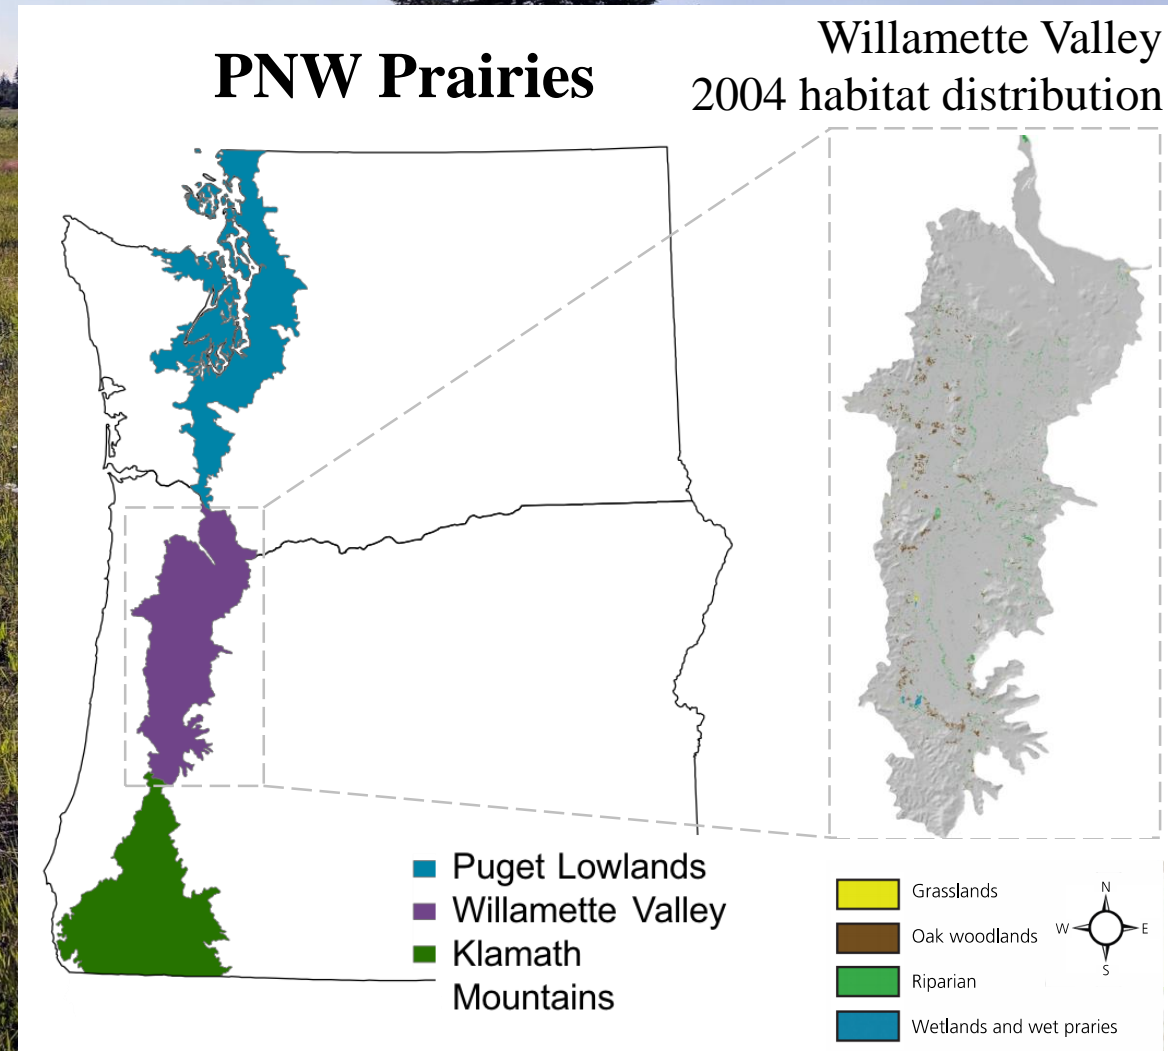 PNW Prairies
Willamette Valley
2004 habitat distribution
Puget Lowlands
Willamette Valley
Klamath
Mountains
Grasslands
Oak woodlands
Riparian
Wetlands and wet praries
N
W
E
S